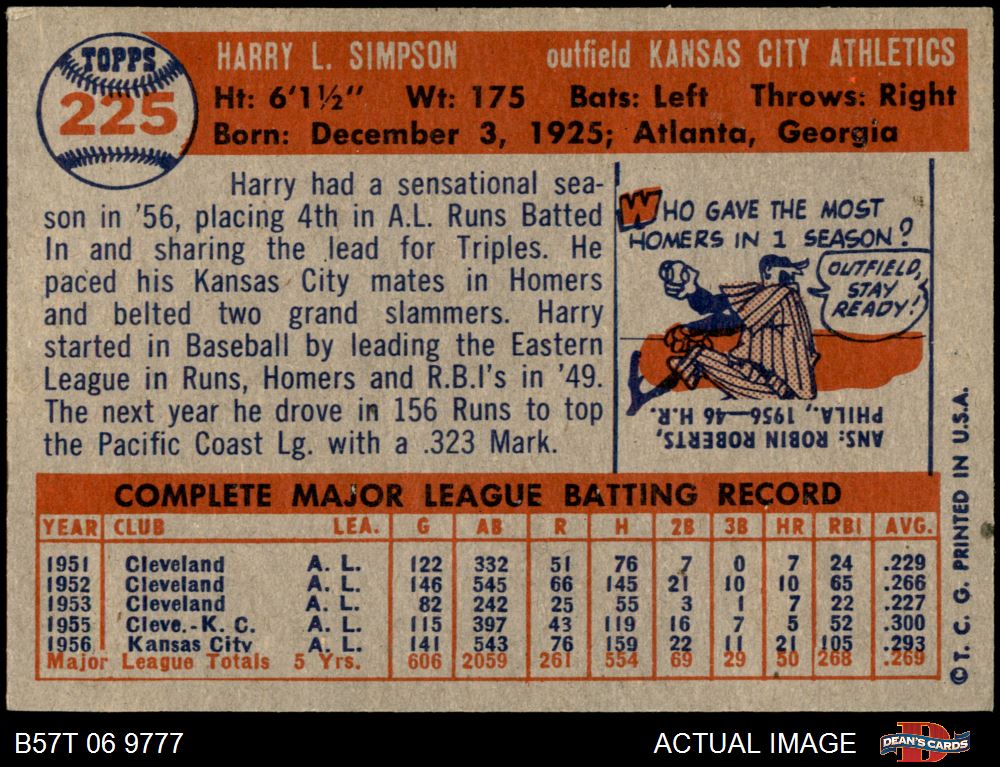 TOPPS
225
HARRY L. SIMPSON outfield KANSAS CITY ATHLETICS
Ht: 6'1½" Wt: 175 Bats: Left Throws: Right
Born: December 3, 1925; Atlanta, Georgia
Harry had a sensational sea-
son in '56, placing 4th in A.L. Runs Batted
In and sharing the lead for Triples. He
paced his Kansas City mates in Homers
and belted two grand slammers. Harry
started in Baseball by leading the Eastern
League in Runs, Homers and R.B.I's in '49.
The next year he drove in 156 Runs to top
the Pacific Coast Lg. with a .323 Mark.
WHO GAVE THE MOST
HOMERS IN 1 SEASON?
OUTFIELD,
STAY
READY!
ANS: ROBIN ROBERTS,
PHILA., 1956—46 H.R.
COMPLETE MAJOR LEAGUE BATTING RECORD
YEAR CLUB LEA. G AB R H 2B 3B HR RBI AVG.
1951 Cleveland A. L. 122 332 51 76 7 0 7 24 .229
1952 Cleveland A. L. 146 545 66 145 21 10 10 65 .266
1953 Cleveland A. L. 82 242 25 55 3 1 7 22 .227
1955 Cleve.-K. C. A. L. 115 397 43 119 16 7 5 52 .300
1956 Kansas City A. L. 141 543 76 159 22 11 21 105 .293
Major League Totals 5 Yrs. 606 2059 261 554 69 29 50 268 .269
© T. C. G. PRINTED IN U.S.A.
B57T 06 9777 ACTUAL IMAGE DEAN'S CARDS